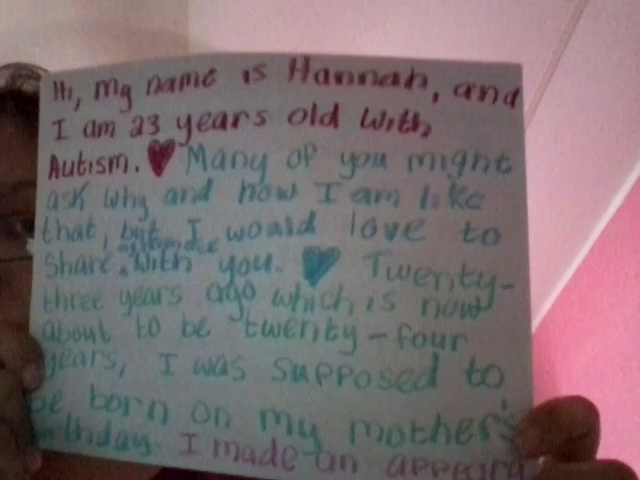 Hi, my name is Hannah, and
I am 23 years old with
Autism. Many of you might
ask why and how I am like
that, but I would love to
share with you. Twenty-
three years ago which is now
about to be twenty-four
years, I was supposed to
be born on my mother's
birthday. I made an